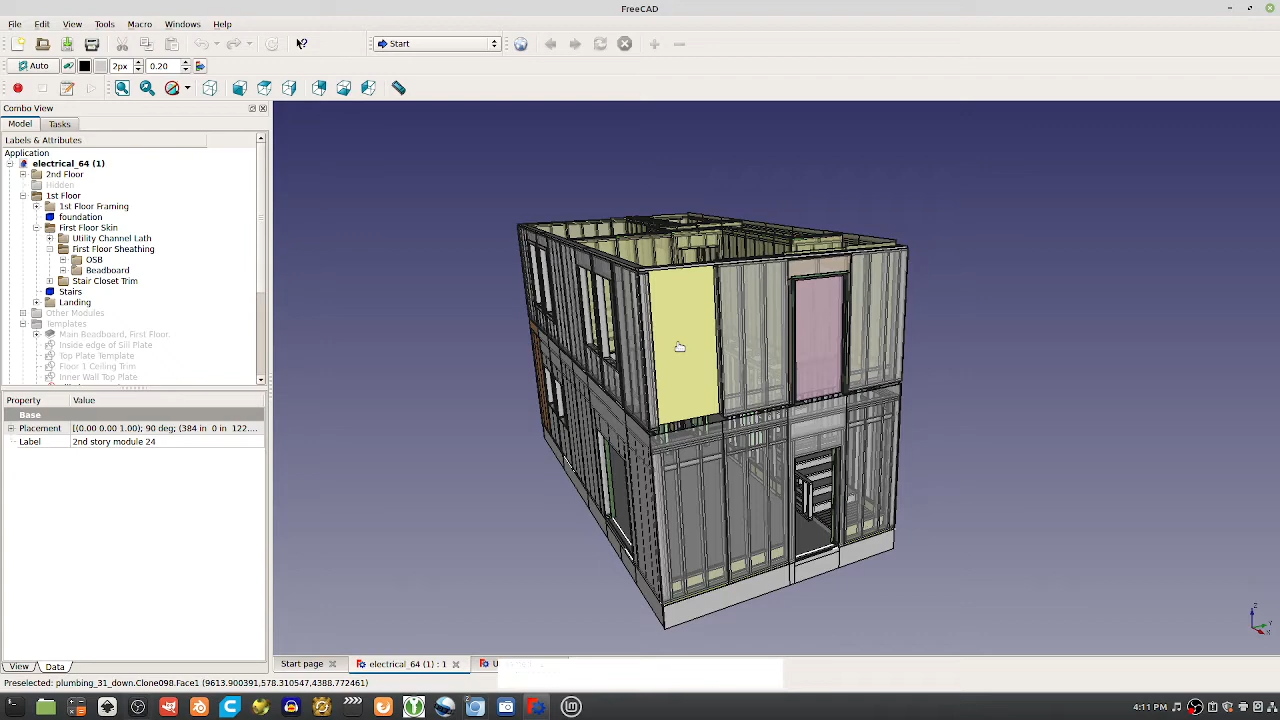 FreeCAD
File Edit View Tools Macro Windows Help
Start
Auto 2px 0.20
Combo View
Model Tasks
Labels & Attributes
Application
electrical_64 (1)
2nd Floor
Hidden
1st Floor
1st Floor Framing
foundation
First Floor Skin
Utility Channel Lath
First Floor Sheathing
OSB
Beadboard
Stair Closet Trim
Stairs
Landing
Other Modules
Templates
Main Beadboard, First Floor.
Inside edge of Sill Plate
Top Plate Template
Floor 1 Ceiling Trim
Inner Wall Top Plate
Property Value
Base
Placement [(0.00 0.00 1.00); 90 deg; (384 in 0 in 122....
Label 2nd story module 24
z
Y
X
View Data
Start page electrical_64 (1) : 1
Preselected: plumbing_31_down.Clone098.Face1 (9613.900391,578.310547,4388.772461)
4:11 PM